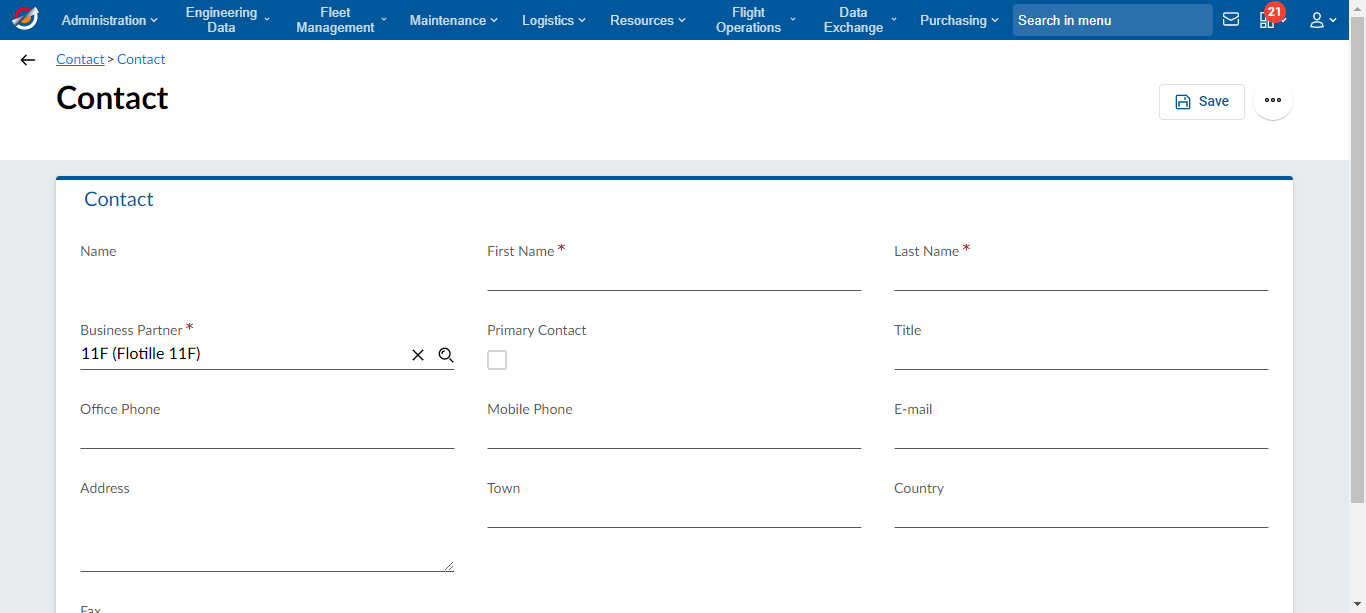 Administration
Engineering
Data
Fleet
Management
Maintenance
Logistics
Resources
Flight
Operations
Data
Exchange
Purchasing
Search in menu
21
Contact > Contact
Contact
Save
Contact
Name
First Name *
Last Name *
Business Partner *
11F (Flotille 11F)
Primary Contact
Title
Office Phone
Mobile Phone
E-mail
Address
Town
Country
Fax